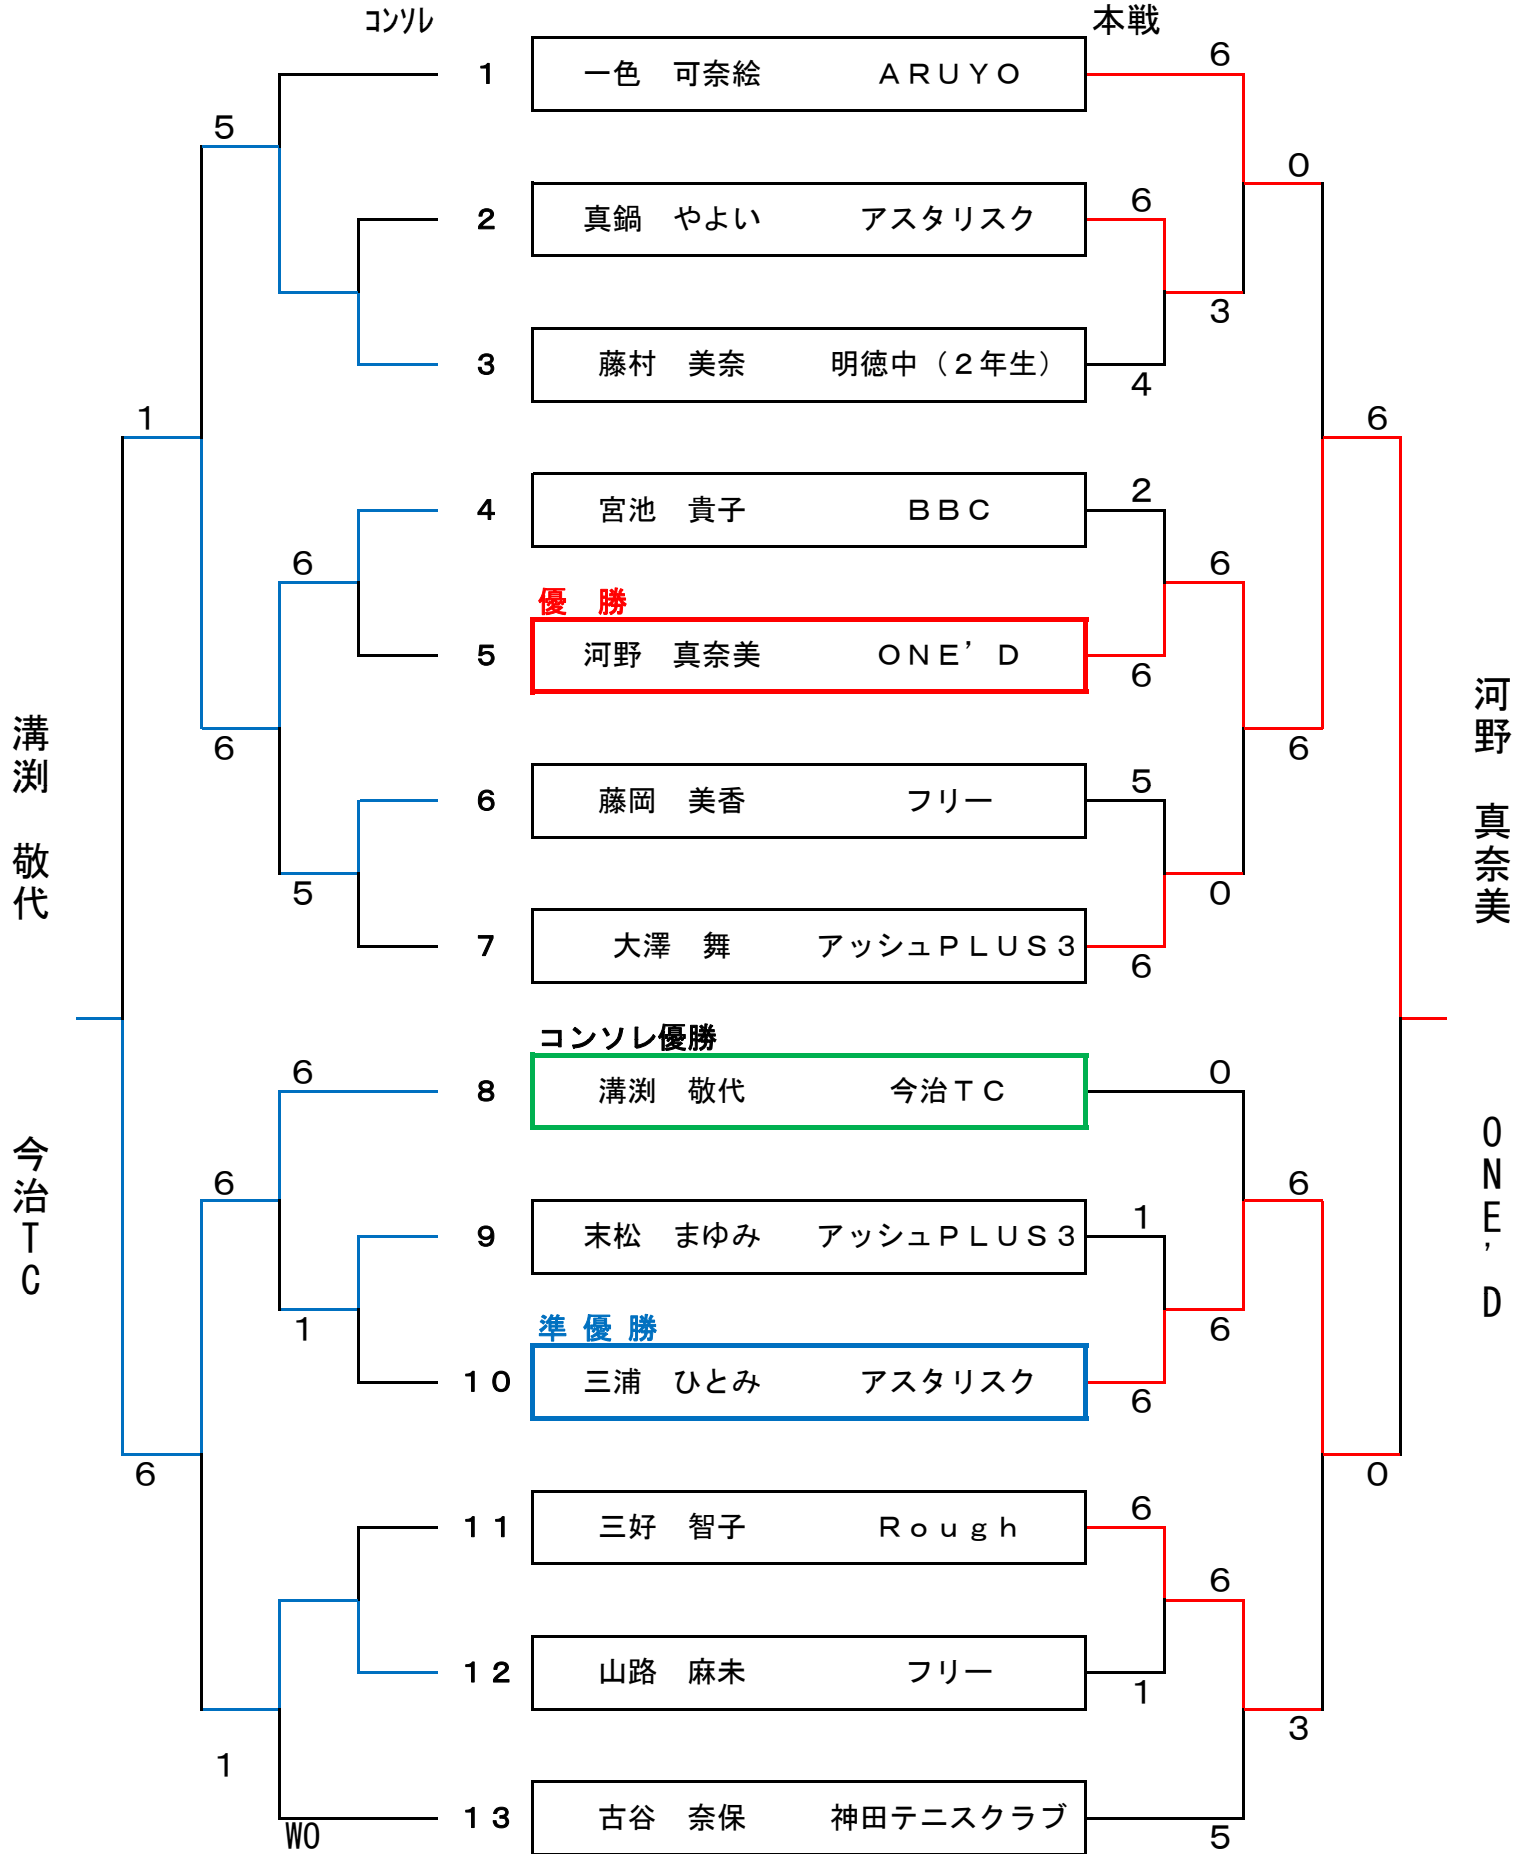 コンソレ 本戦
6
1 一色 可奈絵 ARUYO
5
0
6
2 真鍋 やよい アスタリスク
3
3 藤村 美奈 明徳中（２年生）
4
1 6
2
4 宮池 貴子 BBC
6 6
優 勝
5 河野 真奈美 ONE’D
6
6 6
5
6 藤岡 美香 フリー
5 0
7 大澤 舞 アッシュPLUS3
6
溝渕 敬代 今治TC
河野 真奈美 ONE’D
コンソレ優勝
6 0
8 溝渕 敬代 今治TC
6 6
1
9 末松 まゆみ アッシュPLUS3
1 6
準 優 勝
10 三浦 ひとみ アスタリスク
6
6 0
6
11 三好 智子 Rough
6
12 山路 麻未 フリー
1
1 3
13 古谷 奈保 神田テニスクラブ
WO 5